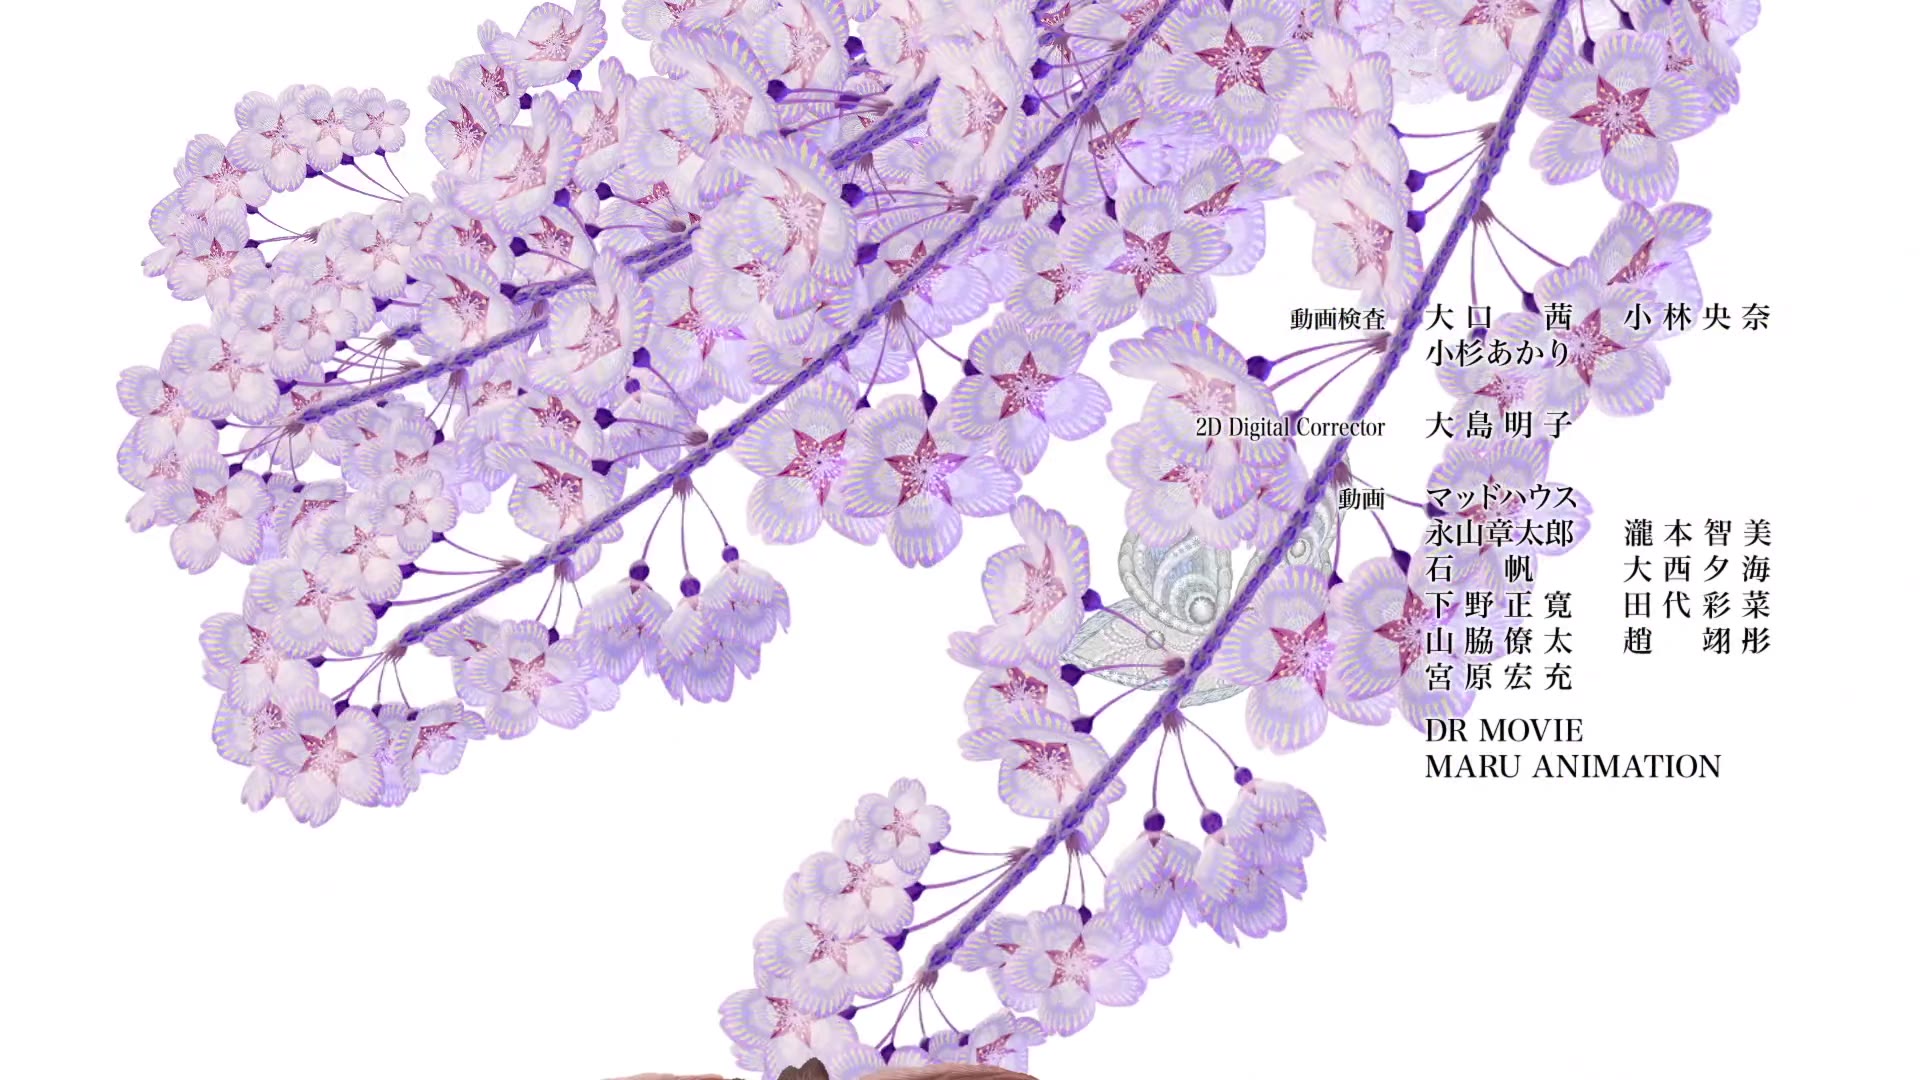 動画検査 大口 茜 小林央奈
小杉あかり
2D Digital Corrector 大島明子
動画 マッドハウス
永山章太郎 瀧本智美
石 帆 大西夕海
下野正寛 田代彩菜
山脇僚太 趙 翊彤
宮原宏充
DR MOVIE
MARU ANIMATION